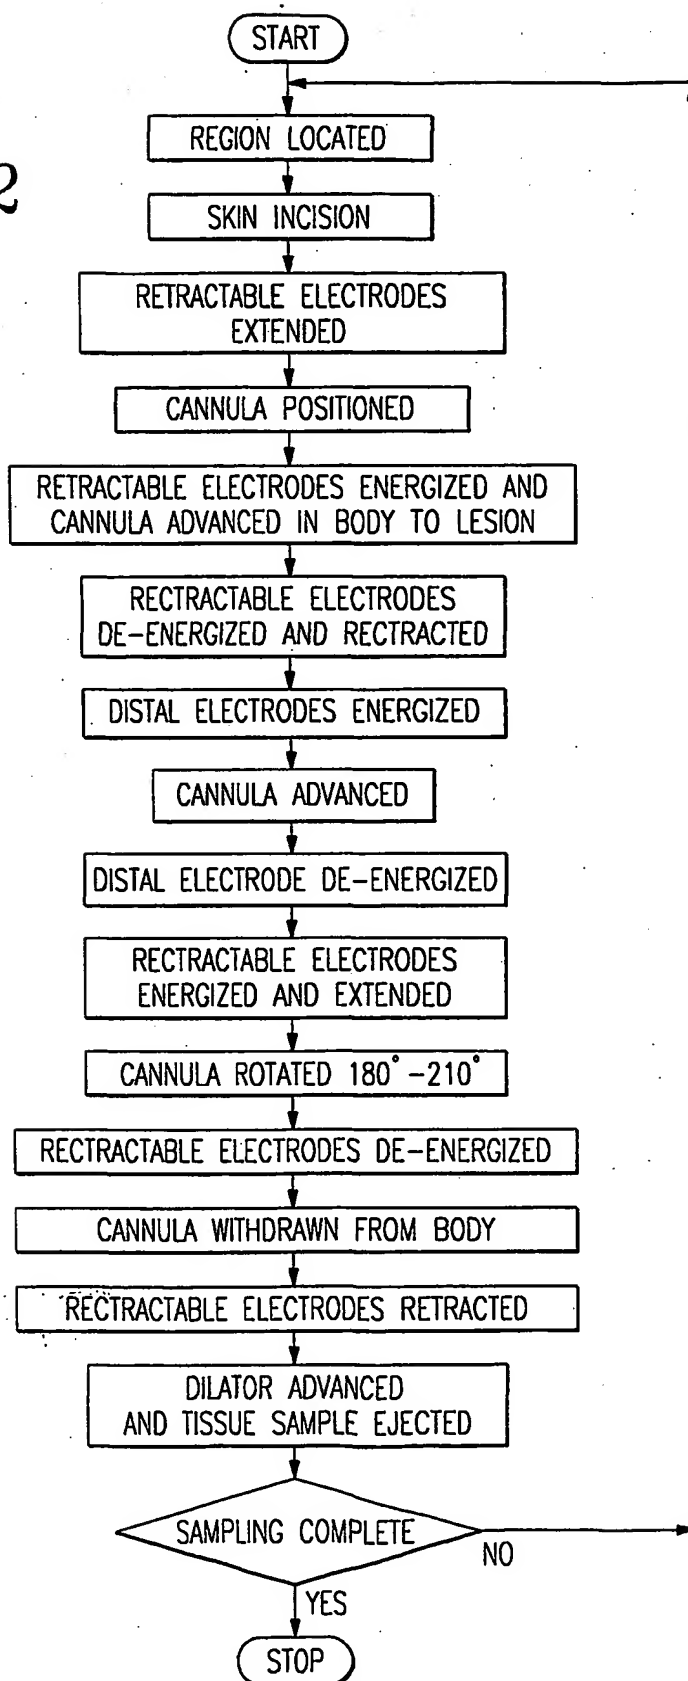 START
REGION LOCATED
2
SKIN INCISION
RETRACTABLE ELECTRODES
EXTENDED
CANNULA POSITIONED
RETRACTABLE ELECTRODES ENERGIZED AND
CANNULA ADVANCED IN BODY TO LESION
RECTRACTABLE ELECTRODES
DE-ENERGIZED AND RECTRACTED
DISTAL ELECTRODES ENERGIZED
CANNULA ADVANCED
DISTAL ELECTRODE DE-ENERGIZED
RECTRACTABLE ELECTRODES
ENERGIZED AND EXTENDED
CANNULA ROTATED 180°-210°
RECTRACTABLE ELECTRODES DE-ENERGIZED
CANNULA WITHDRAWN FROM BODY
RECTRACTABLE ELECTRODES RETRACTED
DILATOR ADVANCED
AND TISSUE SAMPLE EJECTED
SAMPLING COMPLETE
NO
YES
STOP